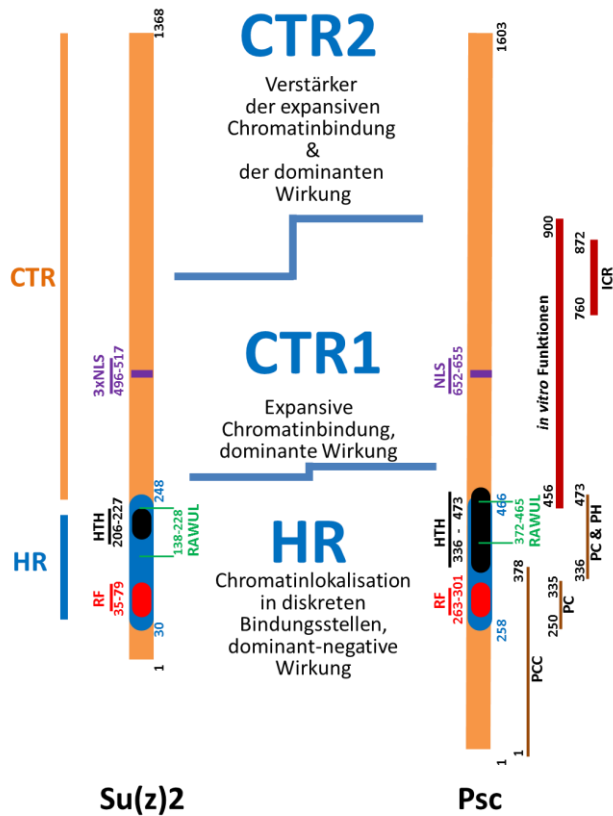 1368
CTR2
Verstärker
der expansiven
Chromatinbindung
&
der dominanten
Wirkung
1603
CTR
900
872
760
ICR
in vitro Funktionen
456
3xNLS
496-517
CTR1
Expansive
Chromatinbindung,
dominante Wirkung
NLS
652-655
HR
248
HTH
206-227
138-228
RAWUL
RF
35-79
30
1
HR
Chromatinlokalisation
in diskreten
Bindungsstellen,
dominant-negative
Wirkung
HTH
336 - 473
466
372-465
RAWUL
RF
263-301
258
1
378
PCC
1
335
PC
250
473
PC & PH
336
Su(z)2
Psc